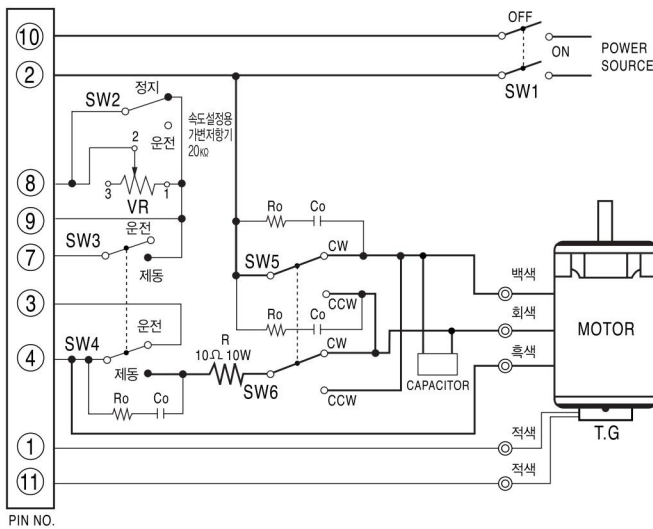 OFF
10
ON
POWER
SOURCE
2
SW1
정지
SW2
속도설정용
가변저항기
20KΩ
2
운전
8
3
1
VR
Ro
Co
9
운전
CW
SW3
SW5
7
제동
백색
CCW
3
Ro
Co
회색
MOTOR
운전
SW4
R
10Ω 10W
CW
4
흑색
제동
SW6
CAPACITOR
CCW
Ro
Co
1
적색
T.G
11
적색
PIN NO.